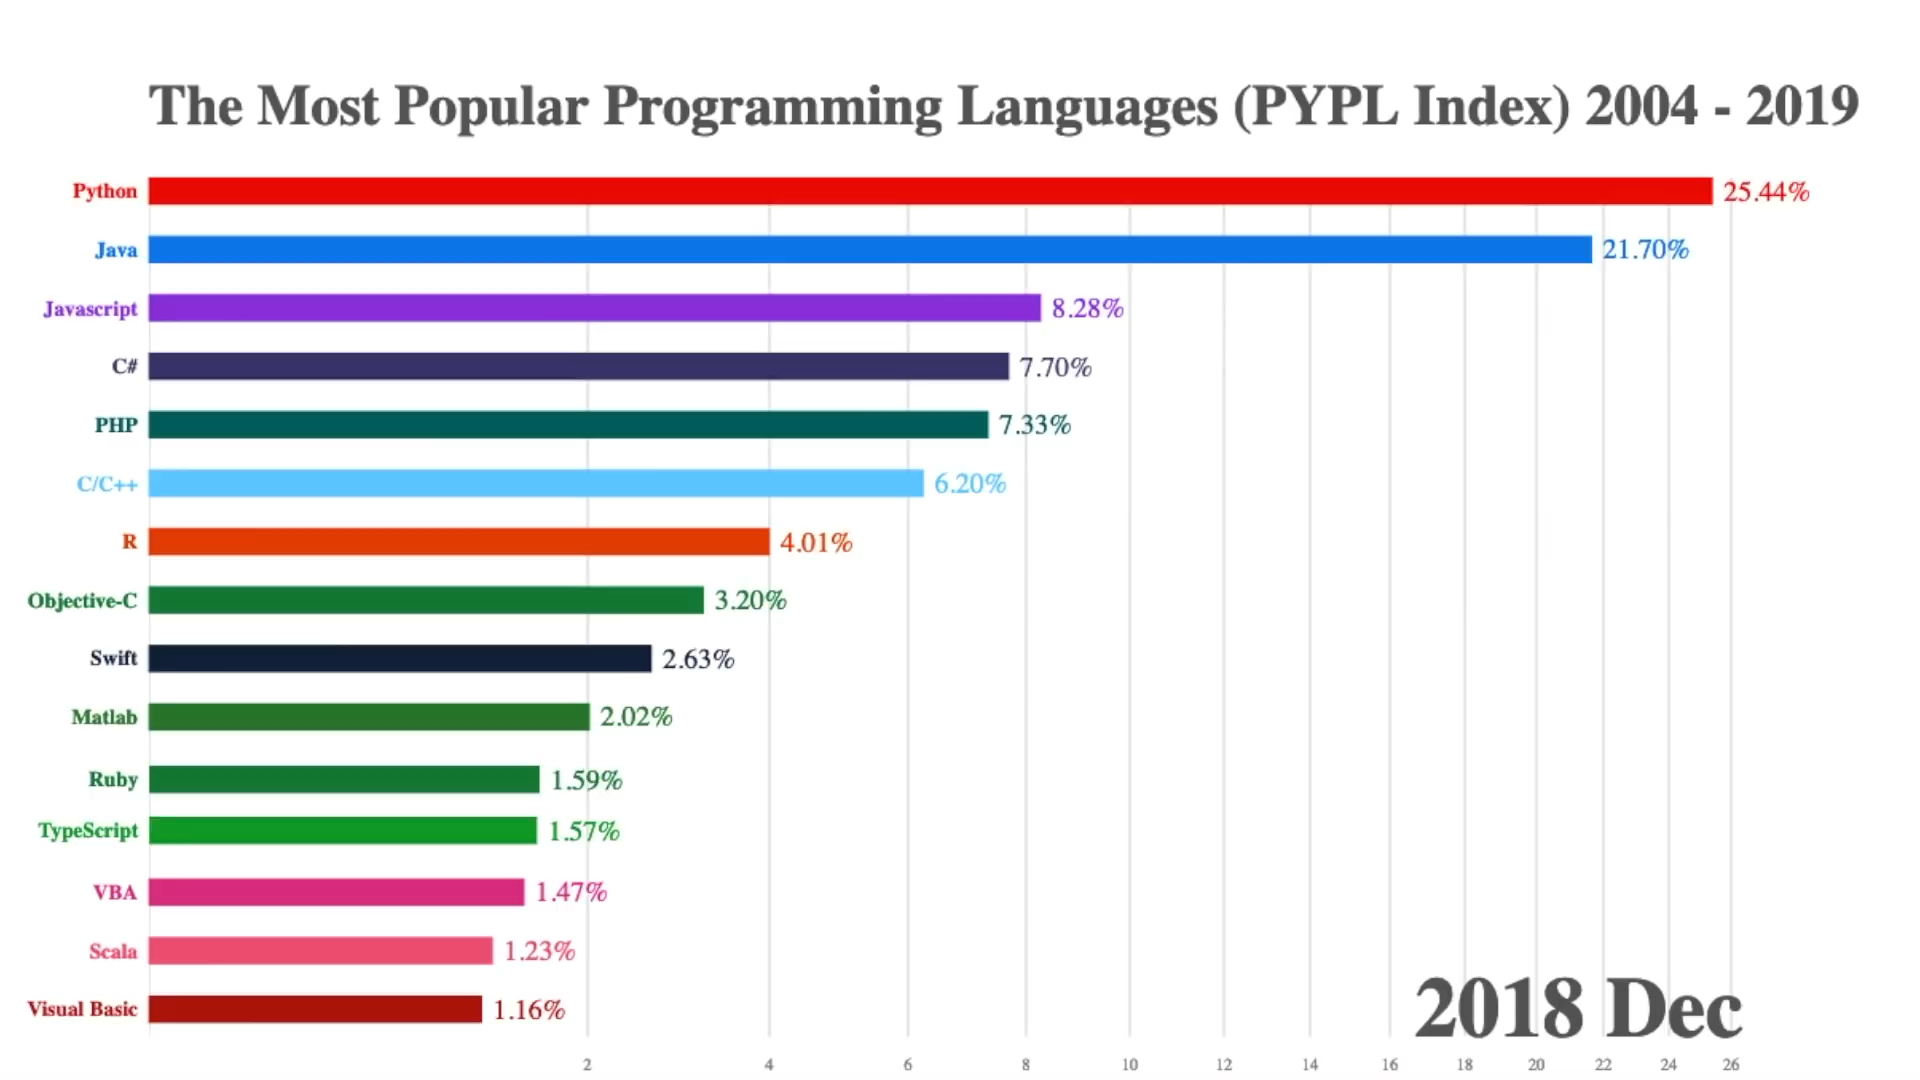 The Most Popular Programming Languages (PYPL Index) 2004 - 2019
Python 25.44%
Java 21.70%
Javascript 8.28%
C# 7.70%
PHP 7.33%
C/C++ 6.20%
R 4.01%
Objective-C 3.20%
Swift 2.63%
Matlab 2.02%
Ruby 1.59%
TypeScript 1.57%
VBA 1.47%
Scala 1.23%
Visual Basic 1.16%
2018 Dec
2 4 6 8 10 12 14 16 18 20 22 24 26